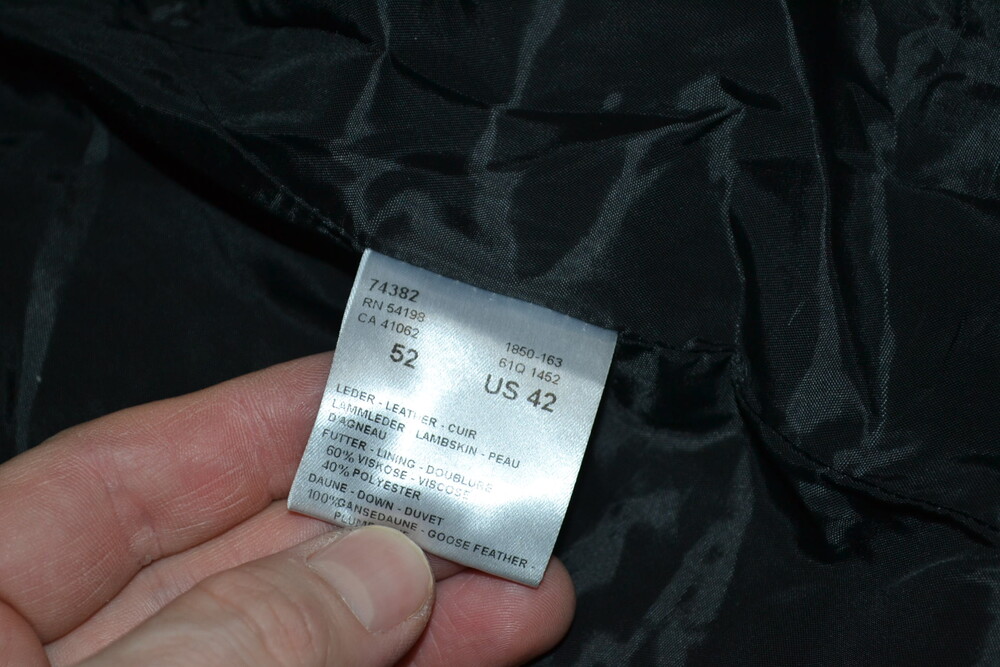 74382
RN 54198
CA 41062
1850-163
61Q 1452
52
US 42
LEDER - LEATHER - CUIR
LAMMLEDER - LAMBSKIN - PEAU
D'AGNEAU
FUTTER - LINING - DOUBLURE
60% VISKOSE - VISCOSE
40% POLYESTER
DAUNE - DOWN - DUVET
100%GANSEDAUNE - GOOSE FEATHER -